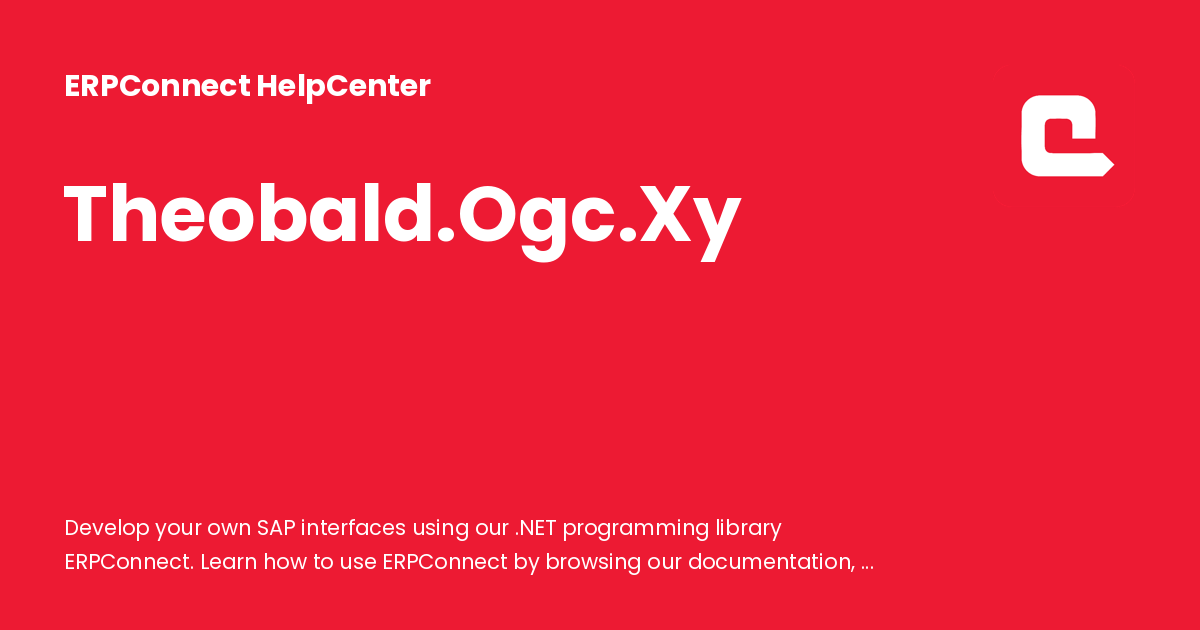 ERPConnect HelpCenter
Theobald.Ogc.Xy
Develop your own SAP interfaces using our .NET programming library
ERPConnect. Learn how to use ERPConnect by browsing our documentation, ...